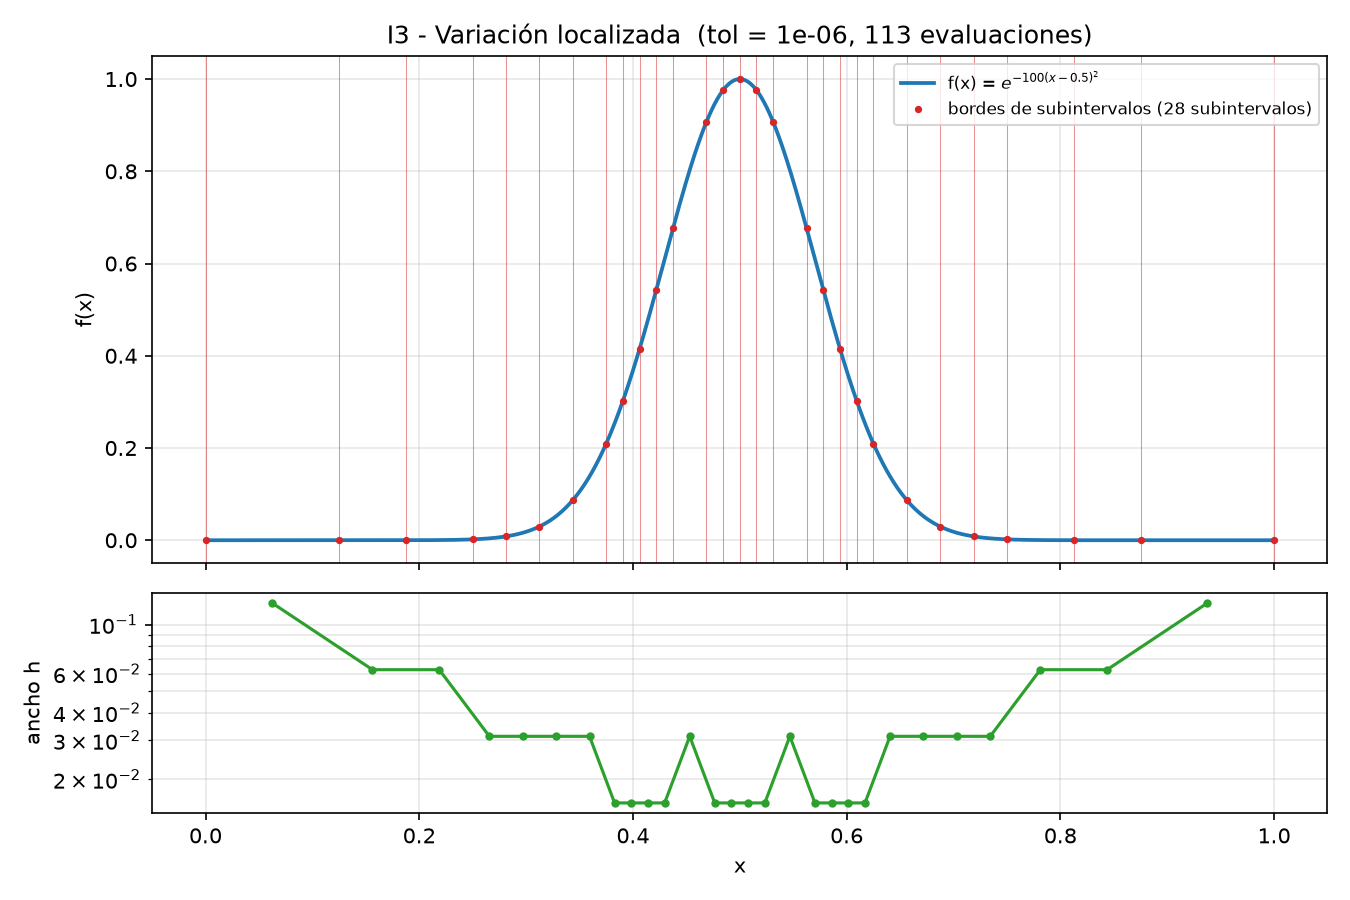 I3 - Variación localizada (tol = 1e-06, 113 evaluaciones)
f(x) = e^{-100(x-0.5)^2}
bordes de subintervalos (28 subintervalos)
1.0
0.8
0.6
0.4
0.2
0.0
f(x)
10^{-1}
6 × 10^{-2}
4 × 10^{-2}
3 × 10^{-2}
2 × 10^{-2}
ancho h
0.0 0.2 0.4 0.6 0.8 1.0
x